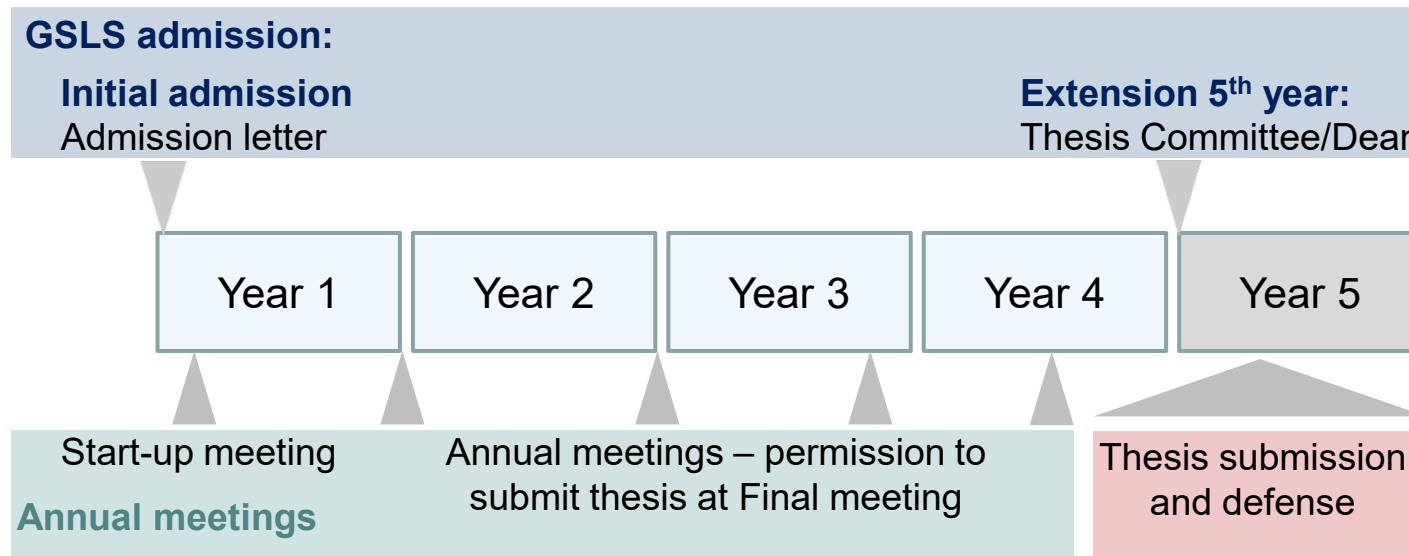 GSLS admission:
Initial admission
Admission letter
Extension 5th year:
Thesis Committee/Dean
Year 1
Year 2
Year 3
Year 4
Year 5
Start-up meeting
Annual meetings – permission to
submit thesis at Final meeting
Annual meetings
Thesis submission
and defense